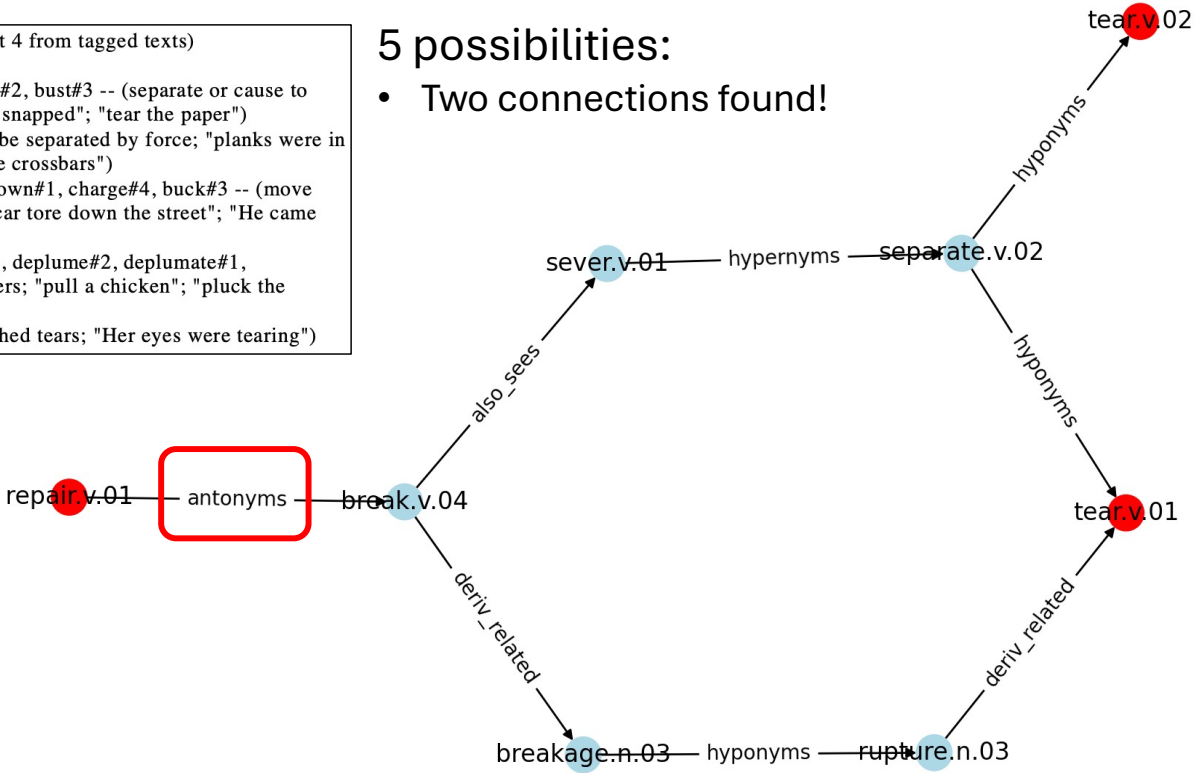 t 4 from tagged texts)
#2, bust#3 -- (separate or cause to
snapped"; "tear the paper")
be separated by force; "planks were in
e crossbars")
own#1, charge#4, buck#3 -- (move
car tore down the street"; "He came
, deplume#2, deplumate#1,
ers; "pull a chicken"; "pluck the
hed tears; "Her eyes were tearing")
5 possibilities:
• Two connections found!
tear.v.02
hyponyms
sever.v.01
hypernyms
separate.v.02
also_sees
hyponyms
repair.v.01
antonyms
break.v.04
tear.v.01
deriv_related
deriv_related
breakage.n.03
hyponyms
rupture.n.03